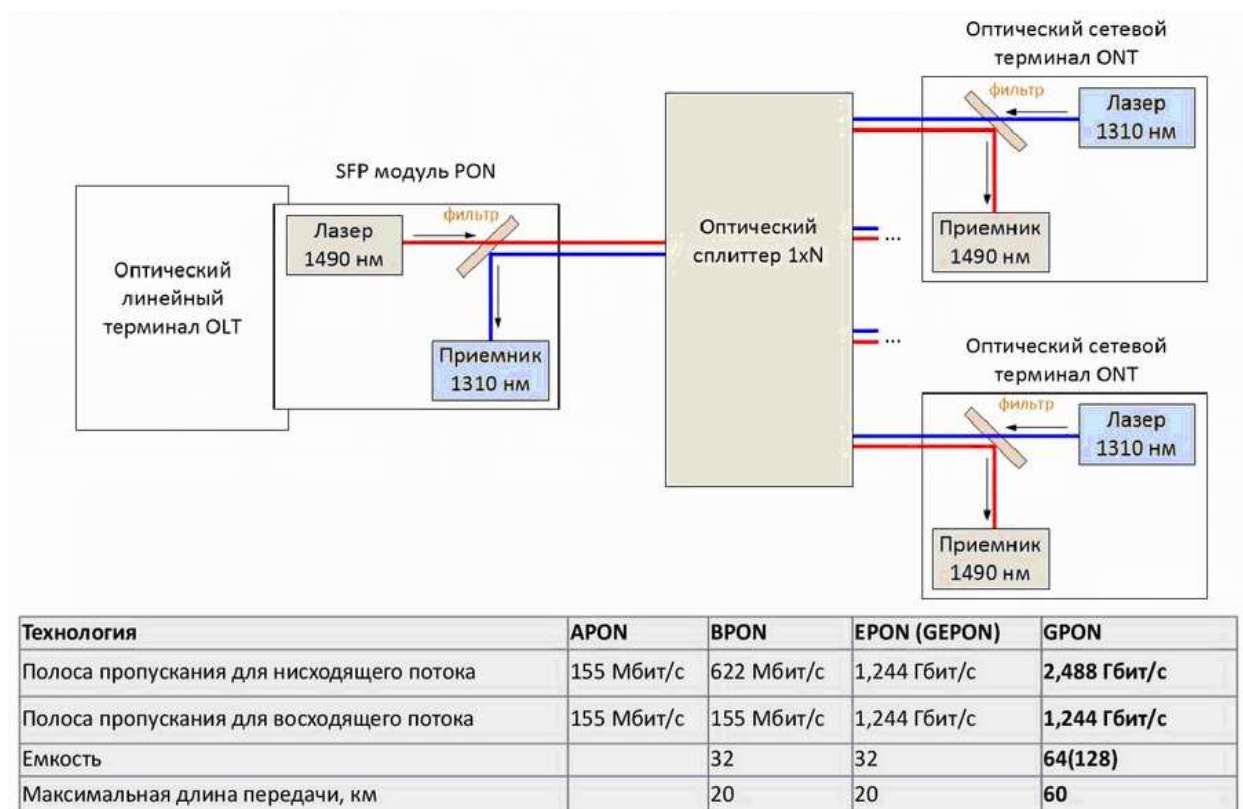 Оптический сетевой
терминал ONT
фильтр
Лазер
1310 нм
SFP модуль PON
Лазер
1490 нм
фильтр
Оптический
линейный
терминал OLT
Приемник
1310 нм
Оптический
сплиттер 1xN
...
Приемник
1490 нм
...
Оптический сетевой
терминал ONT
фильтр
Лазер
1310 нм
Приемник
1490 нм
Технология APON BPON EPON (GEPON) GPON
Полоса пропускания для нисходящего потока 155 Мбит/с 622 Мбит/с 1,244 Гбит/с 2,488 Гбит/с
Полоса пропускания для восходящего потока 155 Мбит/с 155 Мбит/с 1,244 Гбит/с 1,244 Гбит/с
Емкость 32 32 64(128)
Максимальная длина передачи, км 20 20 60